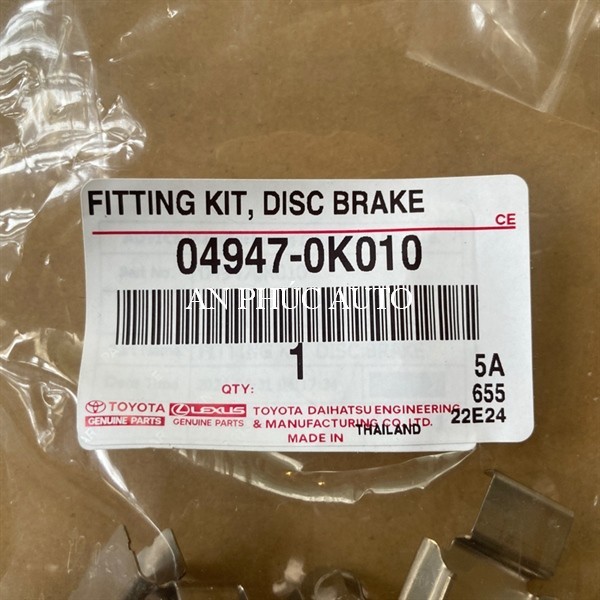 FITTING KIT, DISC BRAKE
CE
04947-0K010
AN PHÚC AUTO
1
5A
QTY:
655
TOYOTA LEXUS TOYOTA DAIHATSU ENGINEERING
22E24
GENUINE PARTS GENUINE PARTS & MANUFACTURING CO. LTD.
MADE IN THAILAND